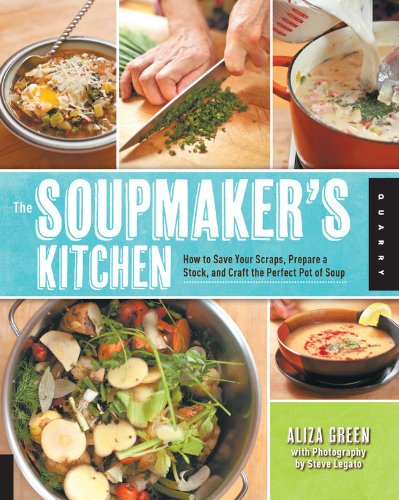 The
SOUPMAKER'S
KITCHEN
How to Save Your Scraps, Prepare a
Stock, and Craft the Perfect Pot of Soup
QUARRY
ALIZA GREEN
with Photography
by Steve Legato